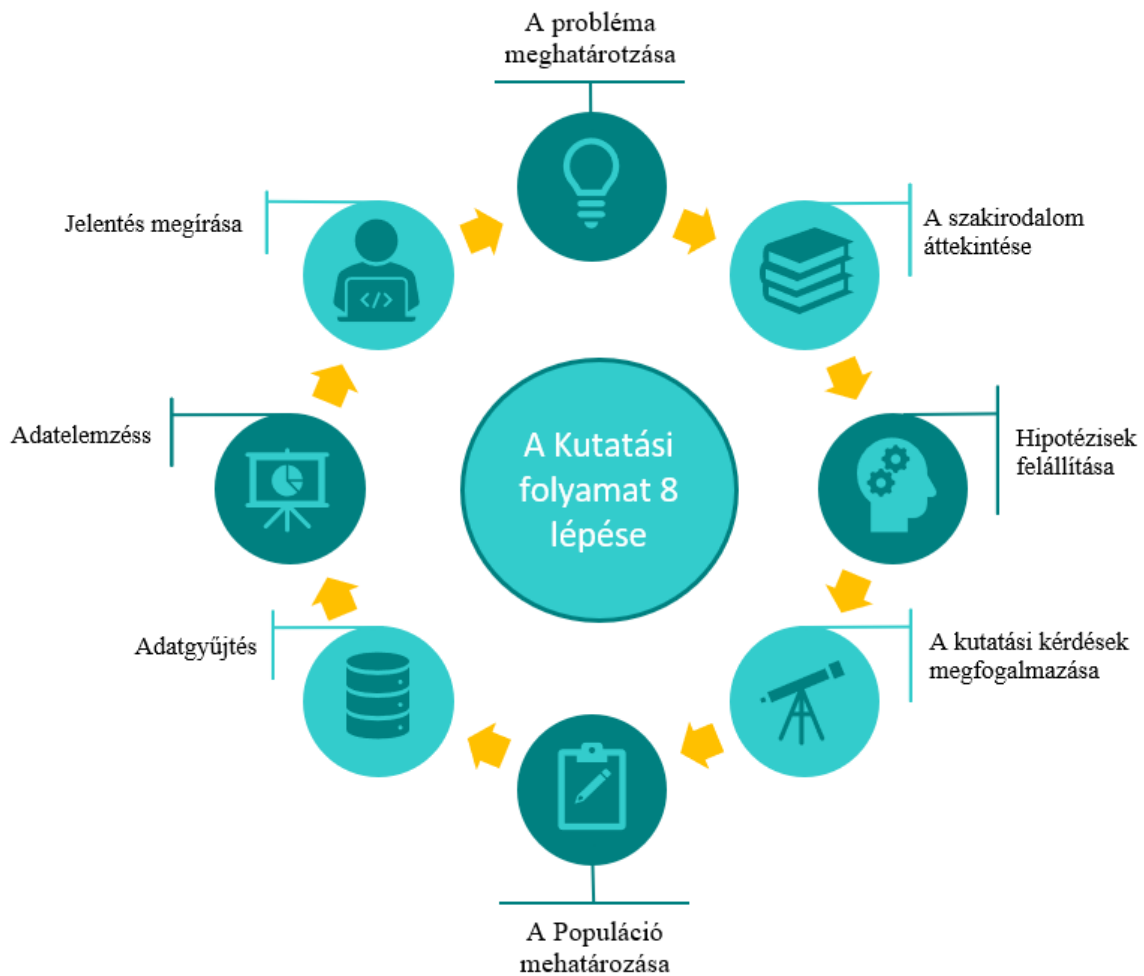 A probléma
meghatárotzása
A szakirodalom
áttekintése
Hipotézisek
felállítása
A kutatási kérdések
megfogalmazása
A Populáció
mehatározása
Adatgyűjtés
Adatelemzéss
Jelentés megírása
A Kutatási
folyamat 8
lépése